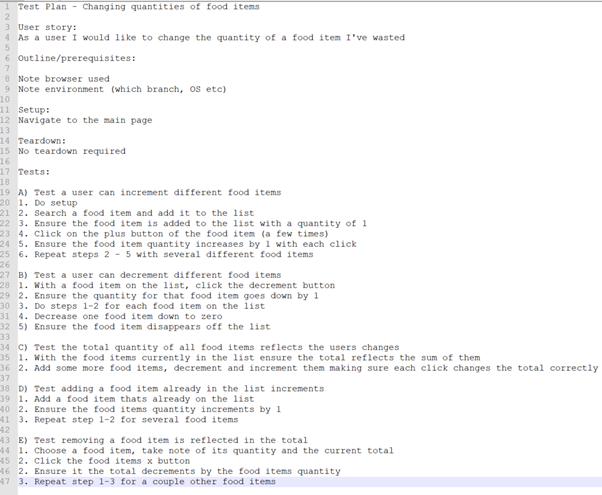 1 Test Plan - Changing quantities of food items
2
3 User story:
4 As a user I would like to change the quantity of a food item I've wasted
5
6 Outline/prerequisites:
7
8 Note browser used
9 Note environment (which branch, OS etc)
10
11 Setup:
12 Navigate to the main page
13
14 Teardown:
15 No teardown required
16
17 Tests:
18
19 A) Test a user can increment different food items
20 1. Do setup
21 2. Search a food item and add it to the list
22 3. Ensure the food item is added to the list with a quantity of 1
23 4. Click on the plus button of the food item (a few times)
24 5. Ensure the food item quantity increases by 1 with each click
25 6. Repeat steps 2 - 5 with several different food items
26
27 B) Test a user can decrement different food items
28 1. With a food item on the list, click the decrement button
29 2. Ensure the quantity for that food item goes down by 1
30 3. Do steps 1-2 for each food item on the list
31 4. Decrease one food item down to zero
32 5) Ensure the food item disappears off the list
33
34 C) Test the total quantity of all food items reflects the users changes
35 1. With the food items currently in the list ensure the total reflects the sum of them
36 2. Add some more food items, decrement and increment them making sure each click changes the total correctly
37
38 D) Test adding a food item already in the list increments
39 1. Add a food item thats already on the list
40 2. Ensure the food items quantity increments by 1
41 3. Repeat step 1-2 for several food items
42
43 E) Test removing a food item is reflected in the total
44 1. Choose a food item, take note of its quantity and the current total
45 2. Click the food items x button
46 2. Ensure it the total decrements by the food items quantity
47 3. Repeat step 1-3 for a couple other food items